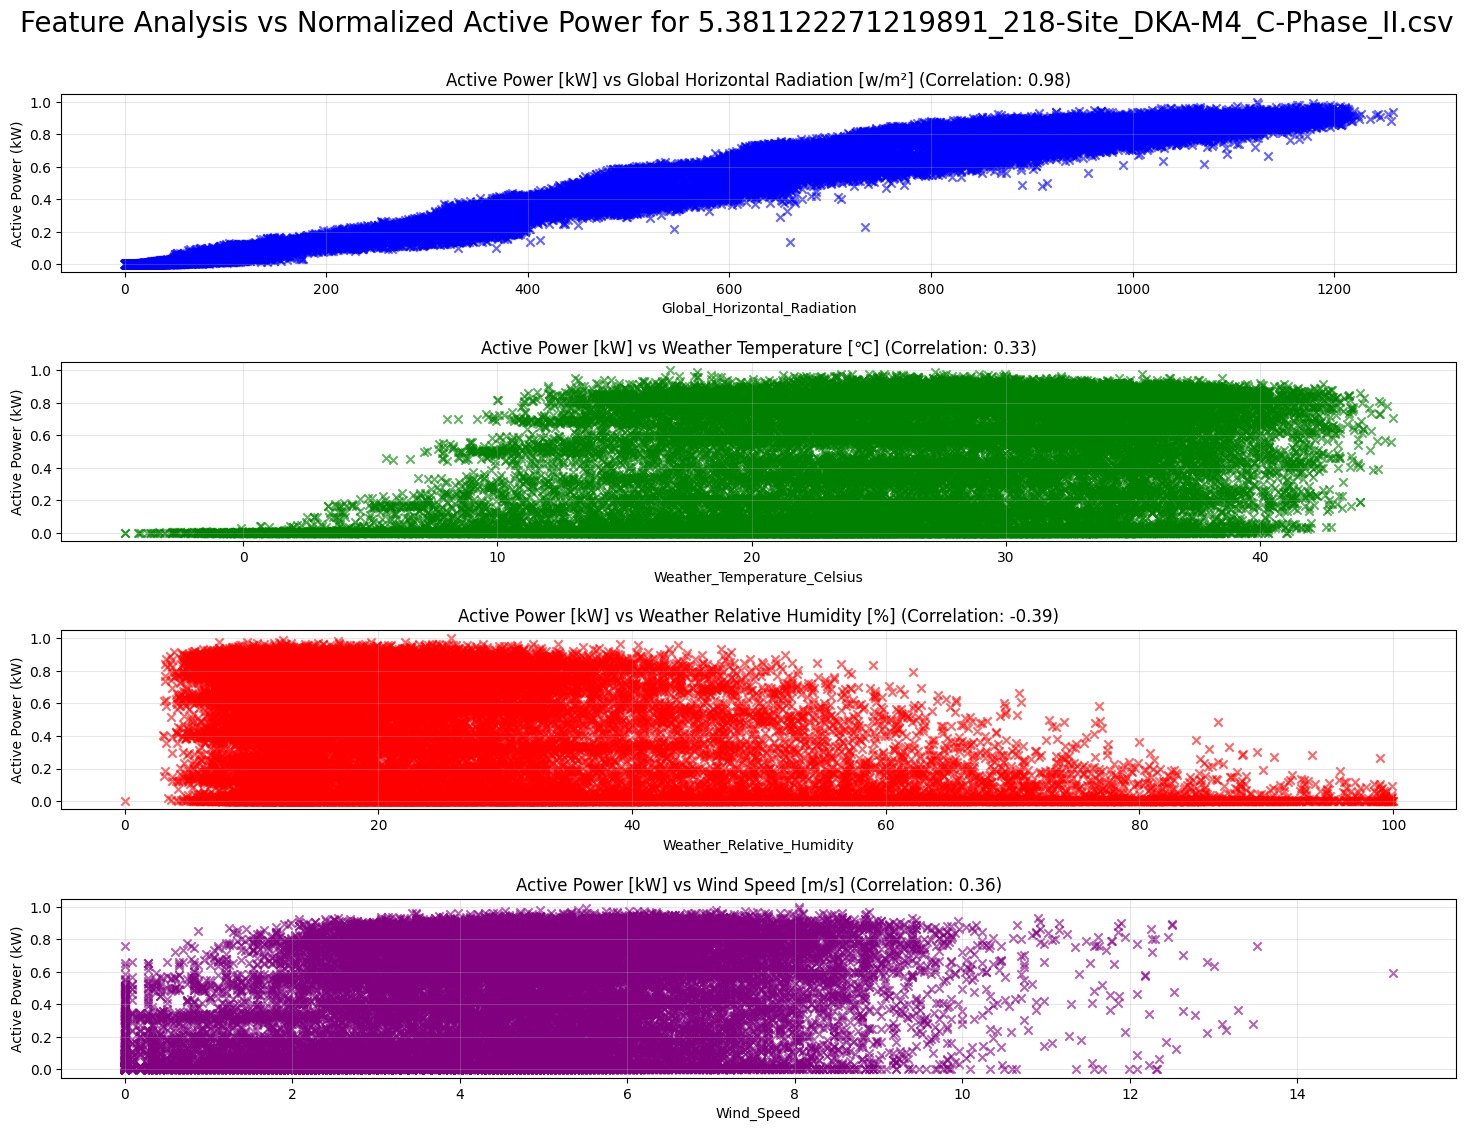 Feature Analysis vs Normalized Active Power for 5.381122271219891_218-Site_DKA-M4_C-Phase_II.csv
Active Power [kW] vs Global Horizontal Radiation [w/m²] (Correlation: 0.98)
Active Power (kW)
1.0
0.8
0.6
0.4
0.2
0.0
0 200 400 600 800 1000 1200
Global_Horizontal_Radiation
Active Power [kW] vs Weather Temperature [℃] (Correlation: 0.33)
Active Power (kW)
1.0
0.8
0.6
0.4
0.2
0.0
0 10 20 30 40
Weather_Temperature_Celsius
Active Power [kW] vs Weather Relative Humidity [%] (Correlation: -0.39)
Active Power (kW)
1.0
0.8
0.6
0.4
0.2
0.0
0 20 40 60 80 100
Weather_Relative_Humidity
Active Power [kW] vs Wind Speed [m/s] (Correlation: 0.36)
Active Power (kW)
1.0
0.8
0.6
0.4
0.2
0.0
0 2 4 6 8 10 12 14
Wind_Speed